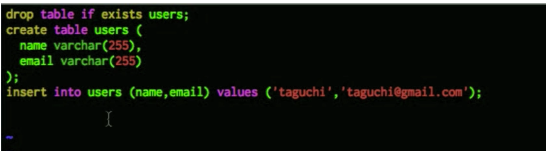 drop table if exists users;
create table users (
  name varchar(255),
  email varchar(255)
);
insert into users (name,email) values ('taguchi','taguchi@gmail.com');
~